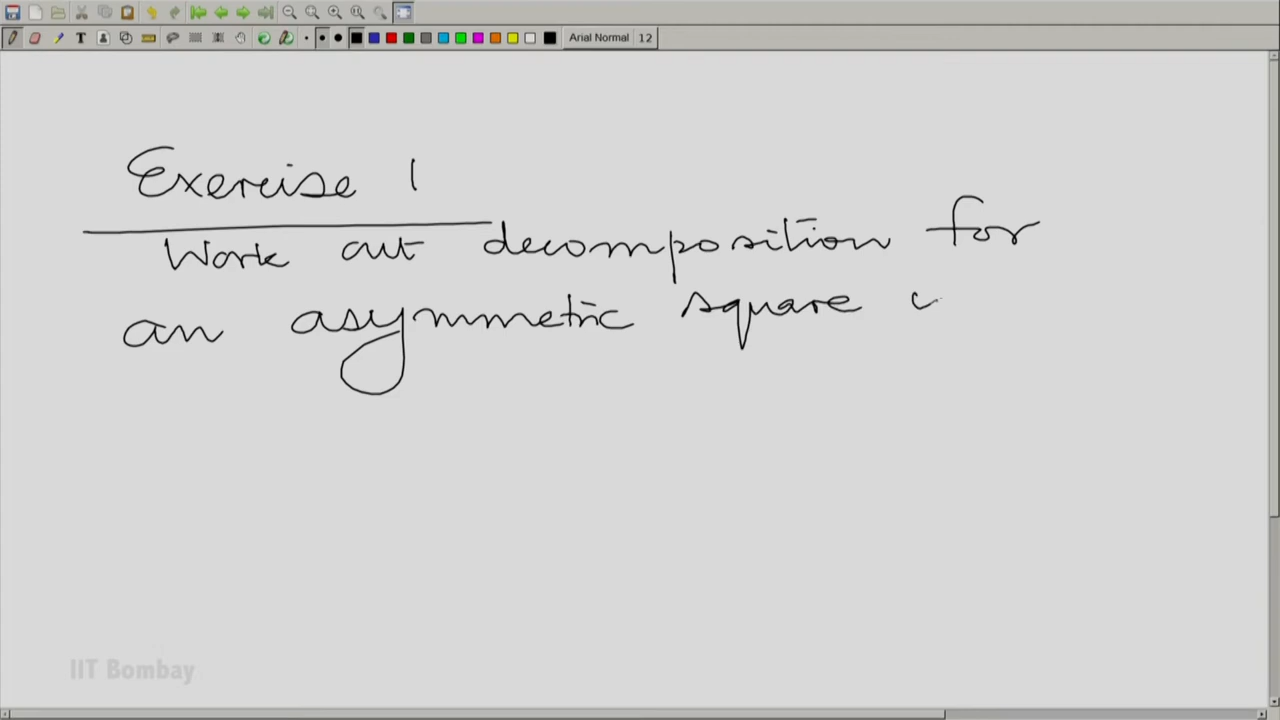 Arial Normal 12
Exercise 1
Work out decomposition for
an asymmetric square
IIT Bombay